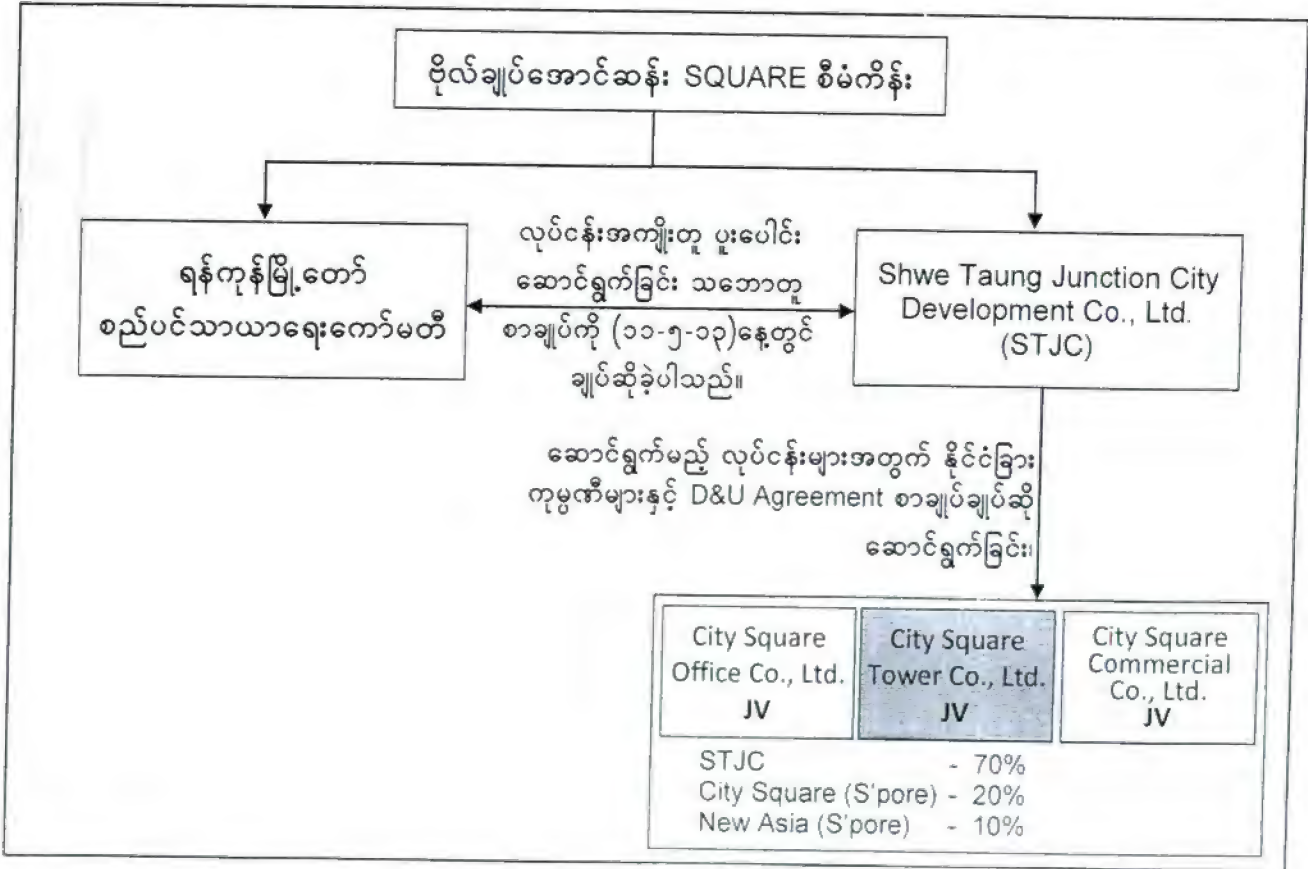 ဗိုလ်ချုပ်အောင်ဆန်း SQUARE စီမံကိန်း
ရန်ကုန်မြို့တော်
စည်ပင်သာယာရေးကော်မတီ
လုပ်ငန်းအကျိုးတူ ပူးပေါင်း
ဆောင်ရွက်ခြင်း သဘောတူ
စာချုပ်ကို (၁၁-၅-၁၃)နေ့တွင်
ချုပ်ဆိုခဲ့ပါသည်။
Shwe Taung Junction City
Development Co., Ltd.
(STJC)
ဆောင်ရွက်မည့် လုပ်ငန်းများအတွက် နိုင်ငံခြား
ကုမ္ပဏီများနှင့် D&U Agreement စာချုပ်ချုပ်ဆို
ဆောင်ရွက်ခြင်း၊
City Square
Office Co., Ltd.
JV
City Square
Tower Co., Ltd.
JV
City Square
Commercial
Co., Ltd.
JV
STJC - 70%
City Square (S'pore) - 20%
New Asia (S'pore) - 10%